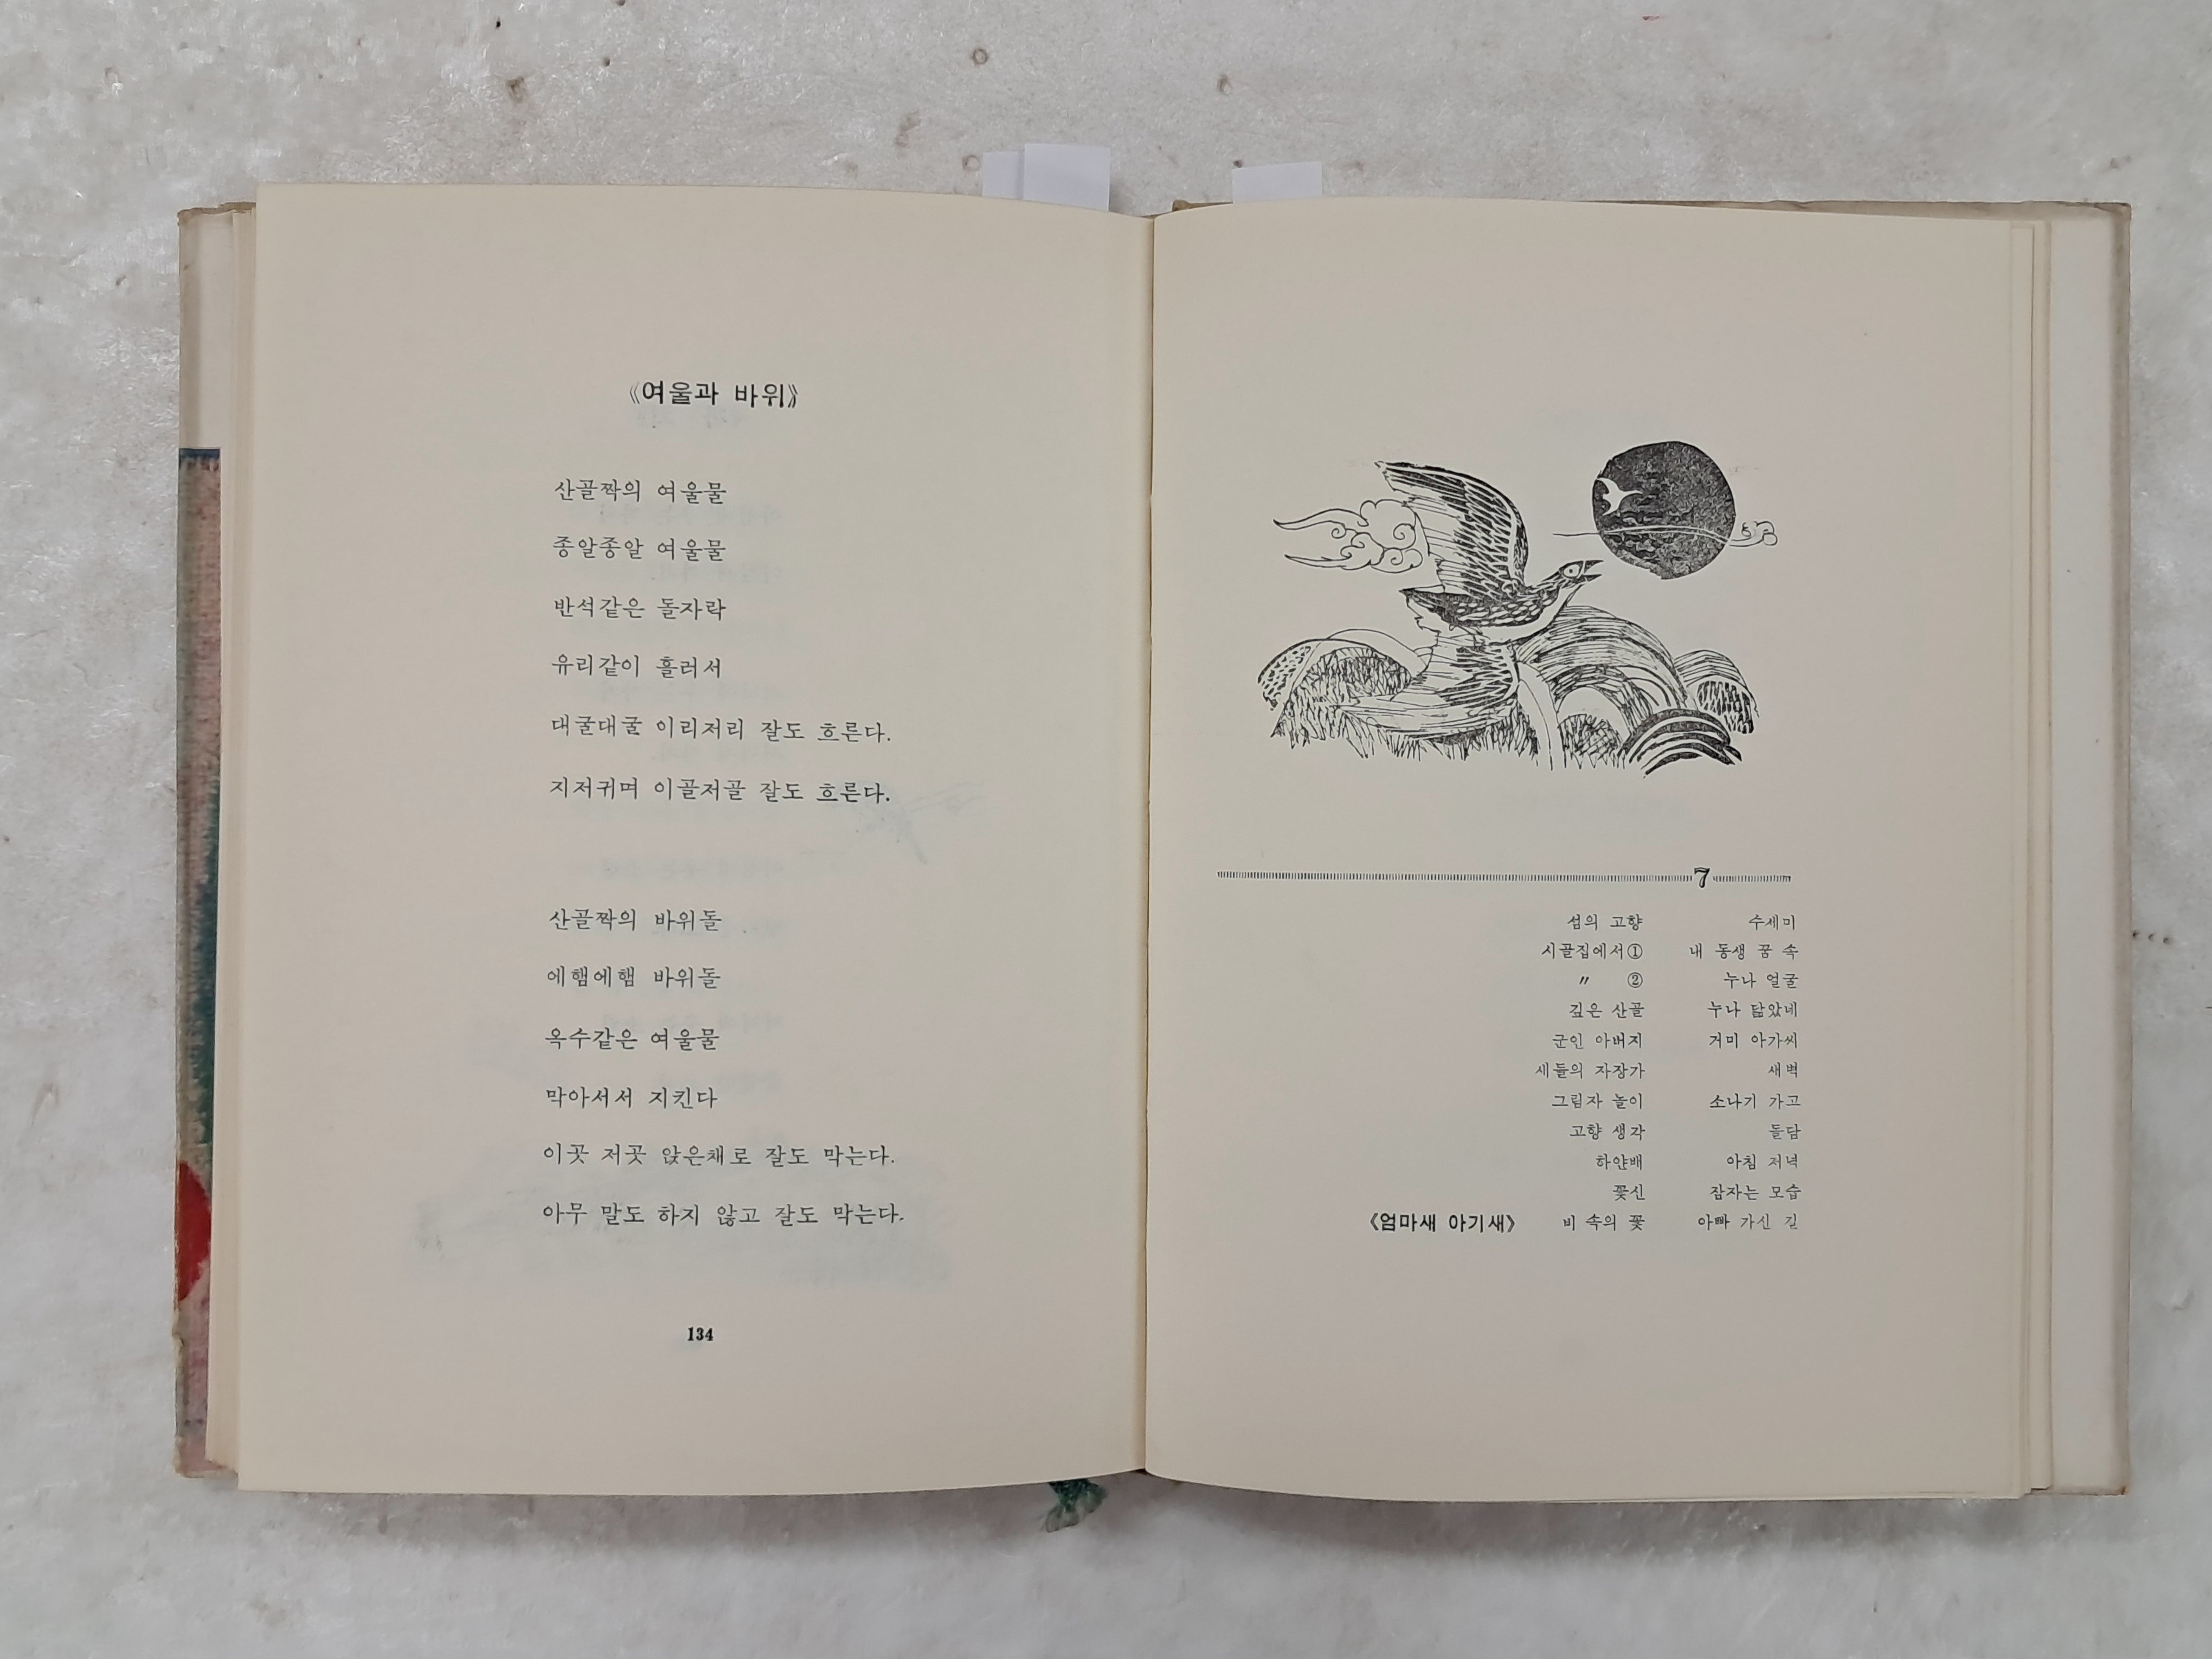 《여울과 바위》
산골짝의 여울물
종알종알 여울물
반석같은 돌자락
유리같이 흘러서
대굴대굴 이리저리 잘도 흐른다.
지저귀며 이골저골 잘도 흐른다.
산골짝의 바위돌
에햄에햄 바위돌
옥수같은 여울물
막아서서 지킨다
이곳 저곳 앉은채로 잘도 막는다.
아무 말도 하지 않고 잘도 막는다.
134
7
섭의 고향 수세미
시골집에서① 내 동생 꿈 속
〃 ② 누나 얼굴
깊은 산골 누나 닮았네
군인 아버지 거미 아가씨
새들의 자장가 새벽
그림자 놀이 소나기 가고
고향 생각 돌담
하얀배 아침 저녁
꽃신 잠자는 모습
《엄마새 아기새》 비 속의 꽃 아빠 가신 길